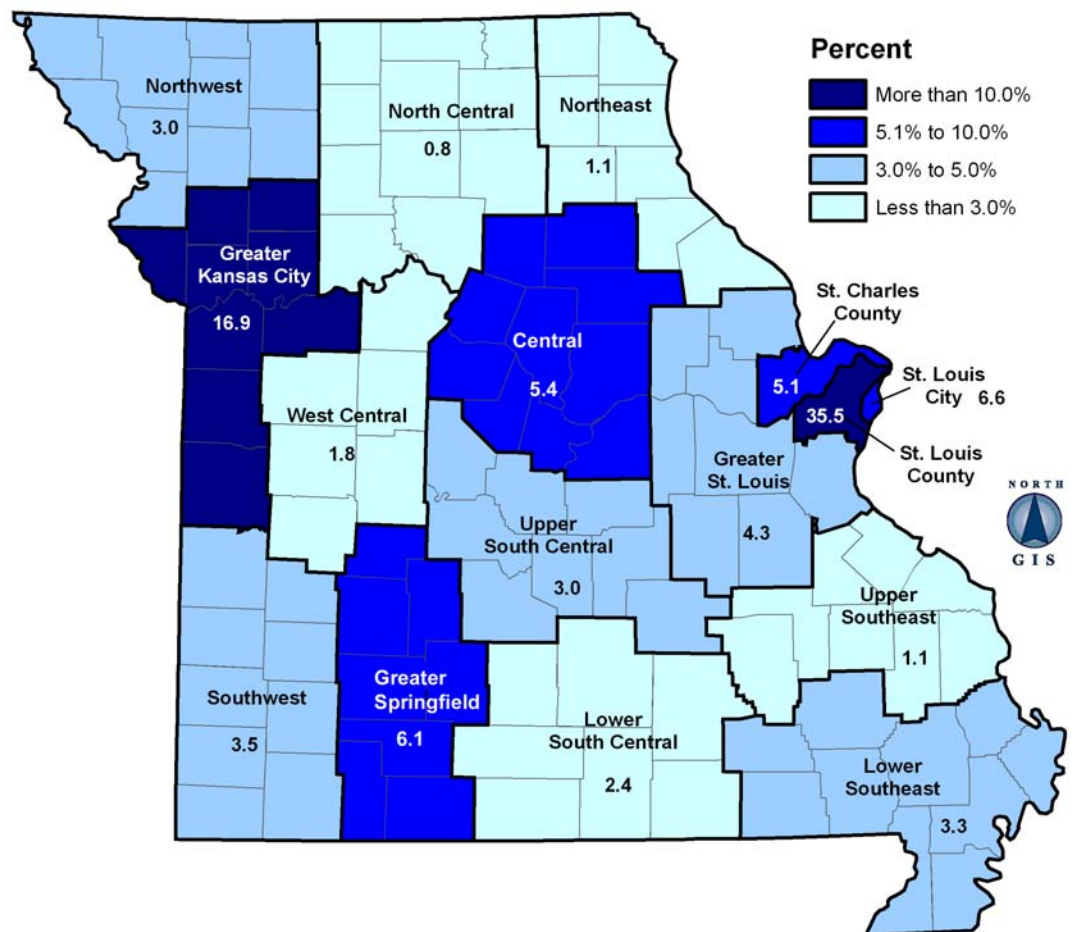 Percent
More than 10.0%
5.1% to 10.0%
3.0% to 5.0%
Less than 3.0%
Northwest
3.0
North Central
0.8
Northeast
1.1
Greater
Kansas City
16.9
Central
5.4
St. Charles
County
5.1
St. Louis
City 6.6
35.5
St. Louis
County
West Central
1.8
Greater
St. Louis
4.3
NORTH
GIS
Upper
South Central
3.0
Upper
Southeast
1.1
Southwest
3.5
Greater
Springfield
6.1
Lower
South Central
2.4
Lower
Southeast
3.3